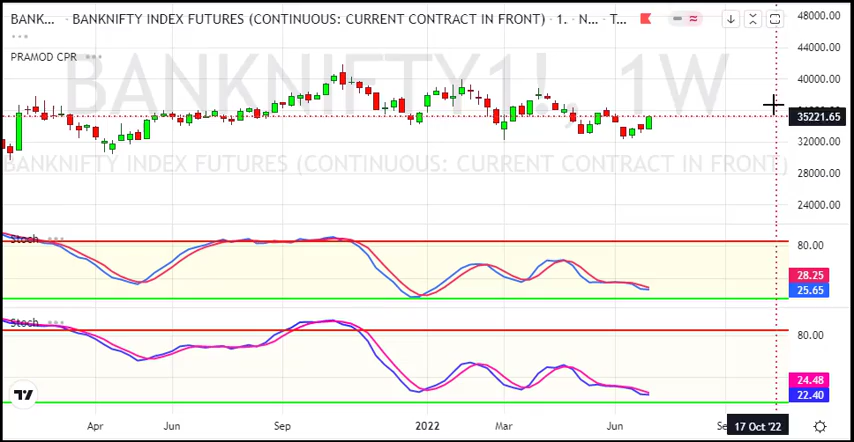 BANK... · BANKNIFTY INDEX FUTURES (CONTINUOUS: CURRENT CONTRACT IN FRONT) · 1. · N... · T...
48000.00
PRAMOD CPR
44000.00
BANKNIFTY1!, 1W
40000.00
35221.65
BANKNIFTY INDEX FUTURES (CONTINUOUS: CURRENT CONTRACT IN FRONT)
32000.00
28000.00
24000.00
Stoch
80.00
28.25
25.65
Stoch
80.00
24.48
22.40
Apr Jun Sep 2022 Mar Jun 17 Oct '22